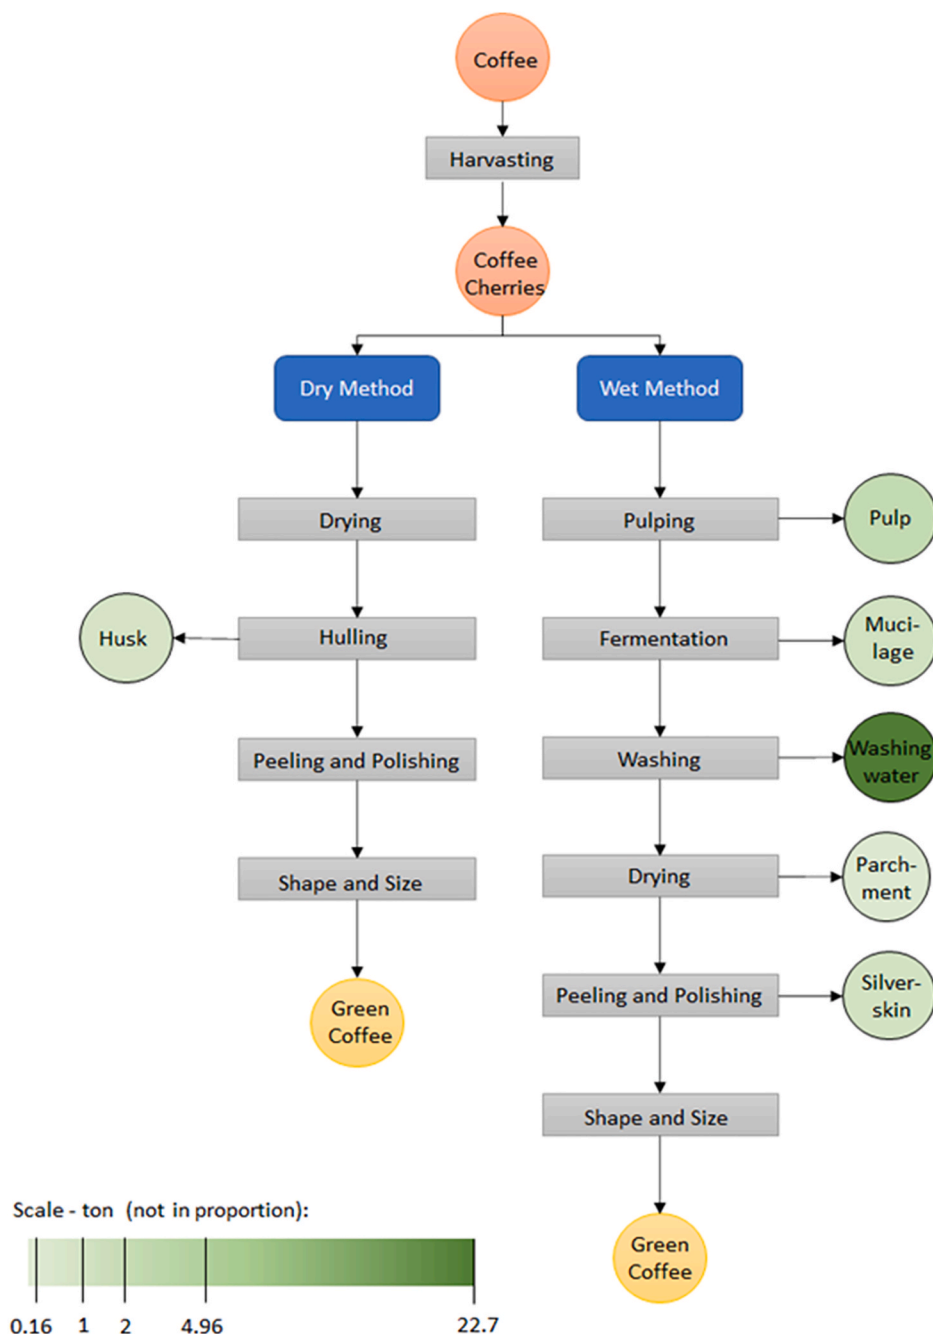 Coffee
Harvasting
Coffee
Cherries
Dry Method
Wet Method
Drying
Pulping
Pulp
Husk
Hulling
Fermentation
Muci-
lage
Peeling and Polishing
Washing
Washing
water
Shape and Size
Drying
Parch-
ment
Green
Coffee
Peeling and Polishing
Silver-
skin
Shape and Size
Green
Coffee
Scale - ton (not in proportion):
0.16 1 2 4.96 22.7